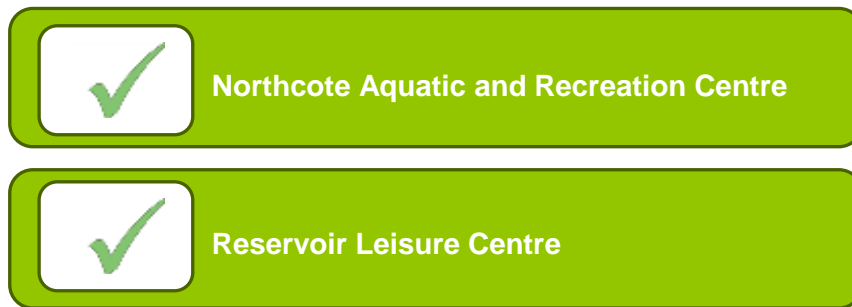 Northcote Aquatic and Recreation Centre
Reservoir Leisure Centre